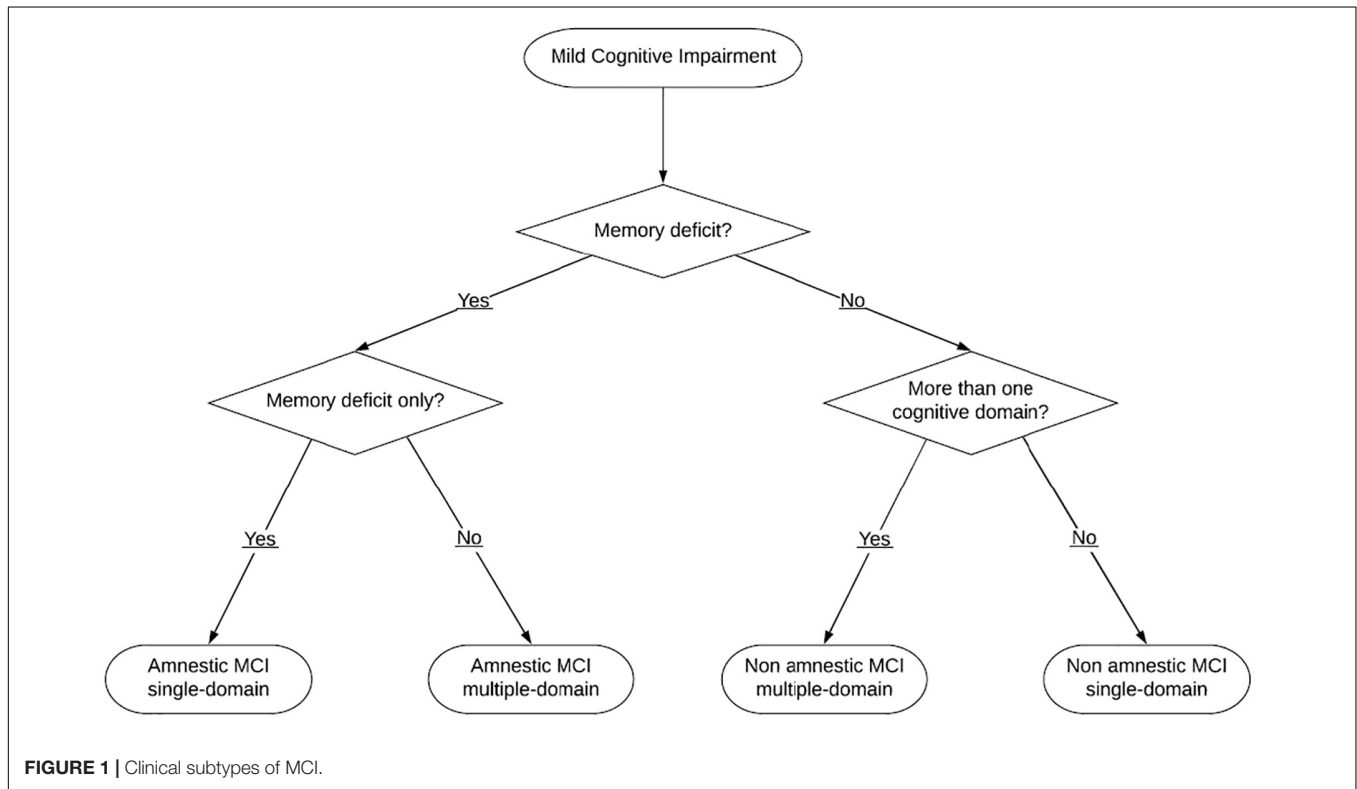 Mild Cognitive Impairment
Memory deficit?
Yes
No
Memory deficit only?
More than one
cognitive domain?
Yes
No
Yes
No
Amnestic MCI
single-domain
Amnestic MCI
multiple-domain
Non amnestic MCI
multiple-domain
Non amnestic MCI
single-domain
FIGURE 1 | Clinical subtypes of MCI.